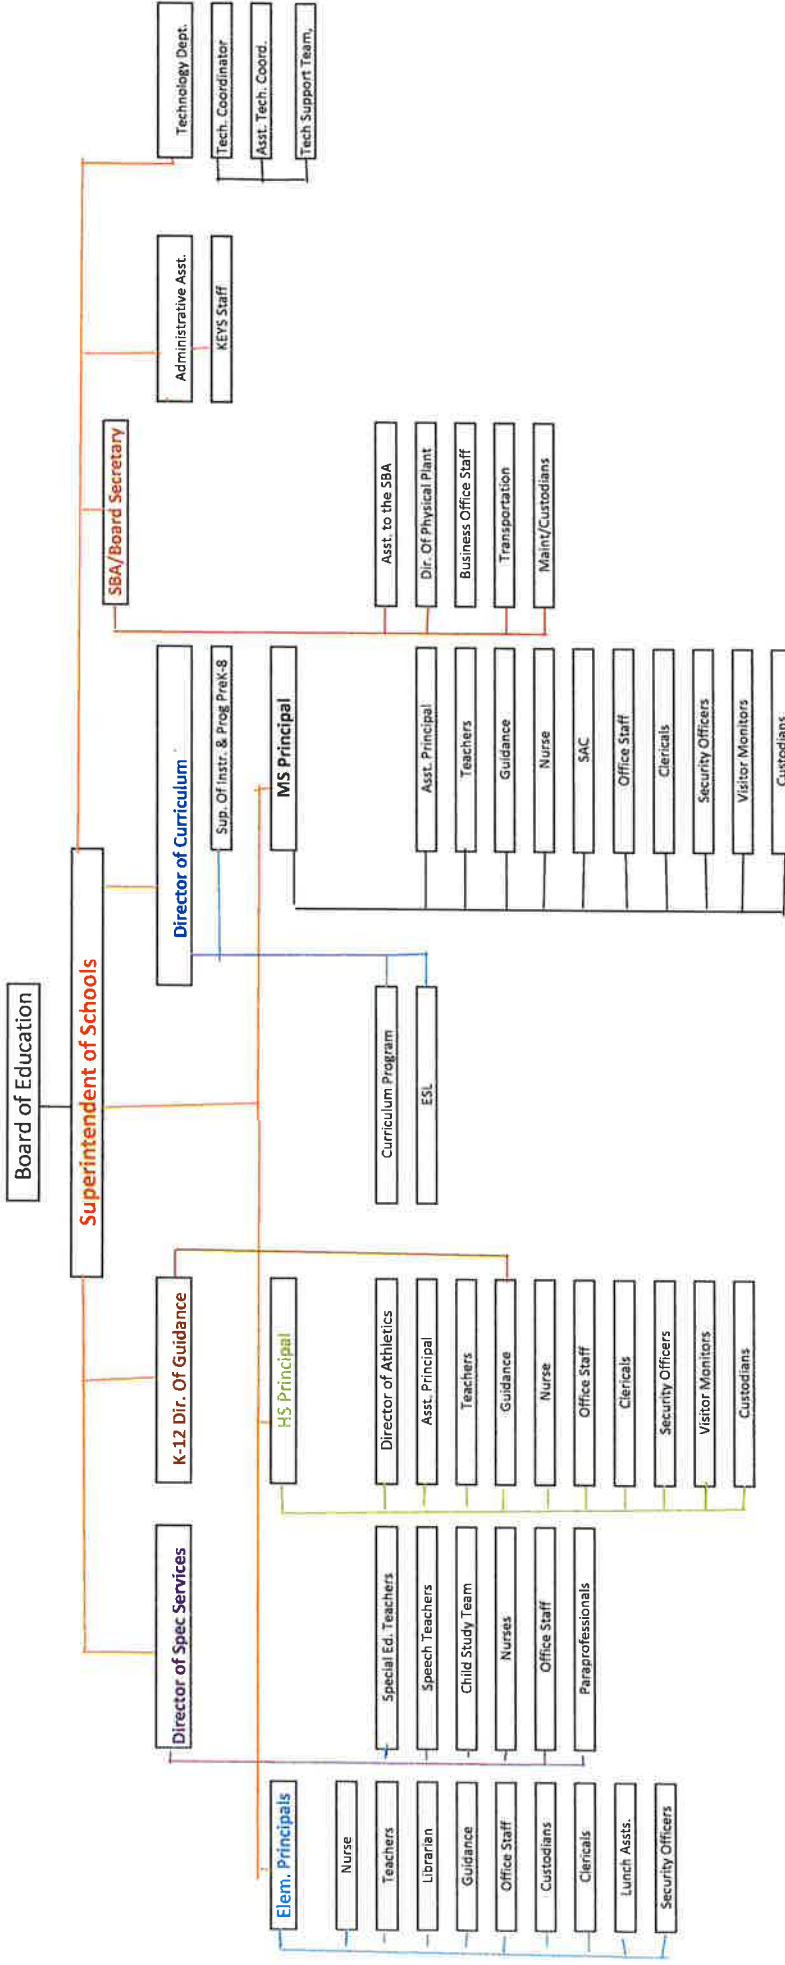 Board of Education
Superintendent of Schools
Director of Spec Services
K-12 Dir. Of Guidance
Director of Curriculum
SBA/Board Secretary
Administrative Asst.
Technology Dept.
Sup. Of Instr. & Prog PreK-8
KEYS Staff
Tech. Coordinator
Asst. Tech. Coord.
Tech Support Team,
Elem. Principals
Nurse
Teachers
Librarian
Guidance
Office Staff
Custodians
Clericals
Lunch Assts.
Security Officers
Special Ed. Teachers
Speech Teachers
Child Study Team
Nurses
Office Staff
Paraprofessionals
HS Principal
Director of Athletics
Asst. Principal
Teachers
Guidance
Nurse
Office Staff
Clericals
Security Officers
Visitor Monitors
Custodians
Curriculum Program
ESL
MS Principal
Asst. Principal
Teachers
Guidance
Nurse
SAC
Office Staff
Clericals
Security Officers
Visitor Monitors
Custodians
Asst. to the SBA
Dir. Of Physical Plant
Business Office Staff
Transportation
Maint/Custodians